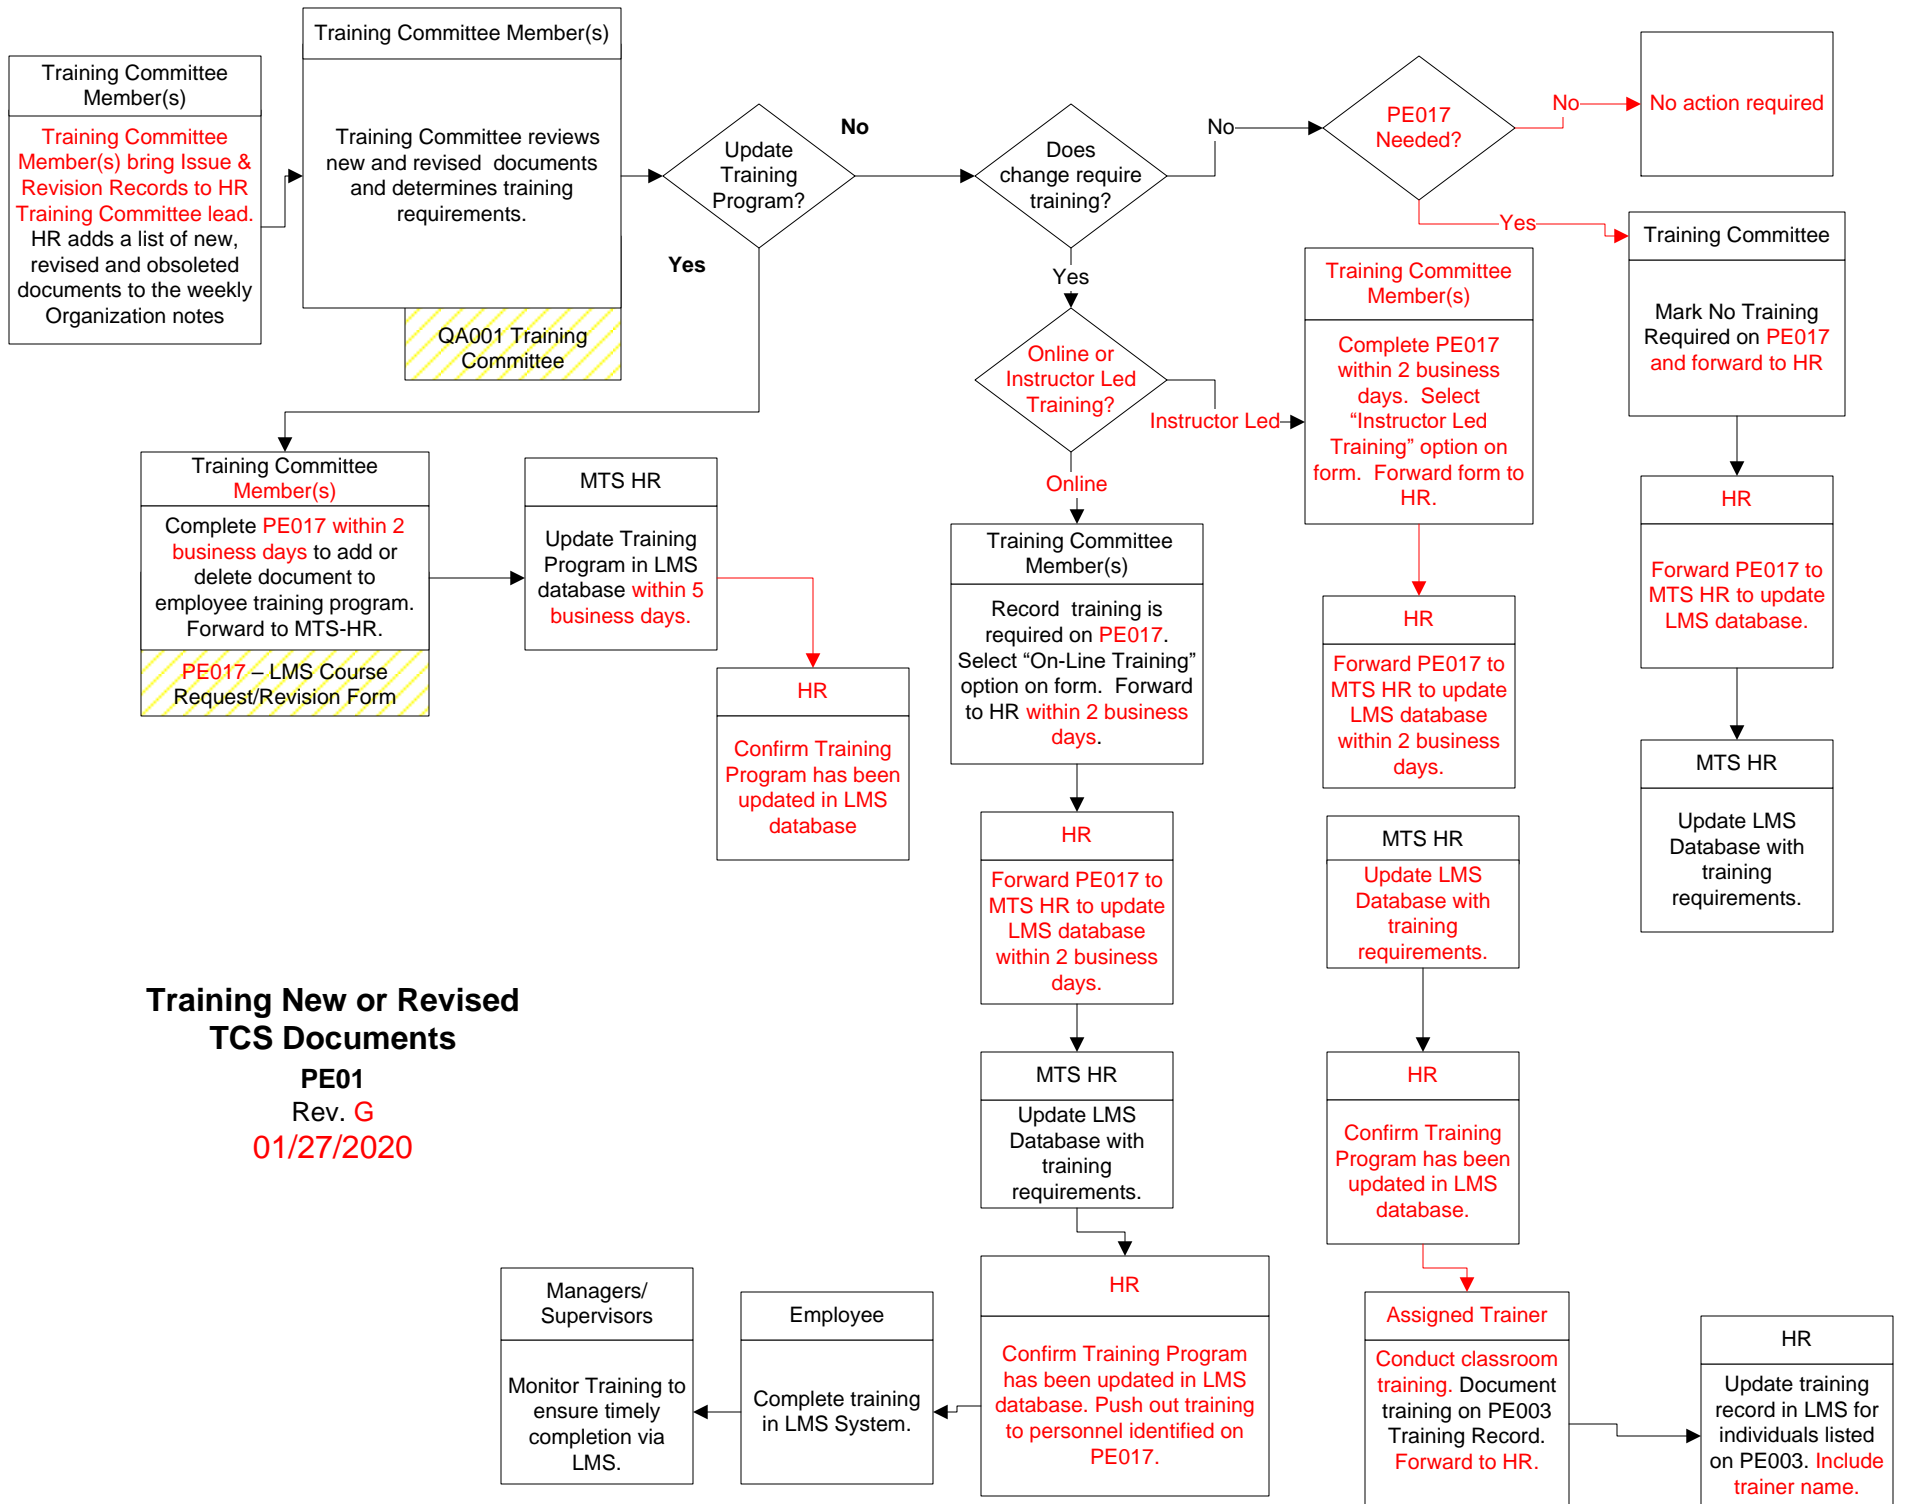 Training Committee
Member(s)
Training Committee
Member(s) bring Issue &
Revision Records to HR
Training Committee lead.
HR adds a list of new,
revised and obsoleted
documents to the weekly
Organization notes
Training Committee Member(s)
Training Committee reviews
new and revised  documents
and determines training
requirements.
QA001 Training
Committee
Update
Training
Program?
No
Yes
Does
change require
training?
No
Yes
PE017
Needed?
No
No action required
Yes
Training Committee
Mark No Training
Required on PE017
and forward to HR
HR
Forward PE017 to
MTS HR to update
LMS database.
MTS HR
Update LMS
Database with
training
requirements.
Online or
Instructor Led
Training?
Instructor Led
Online
Training Committee
Member(s)
Complete PE017
within 2 business
days.  Select
“Instructor Led
Training” option on
form.  Forward form to
HR.
HR
Forward PE017 to
MTS HR to update
LMS database
within 2 business
days.
MTS HR
Update LMS
Database with
training
requirements.
HR
Confirm Training
Program has been
updated in LMS
database.
Assigned Trainer
Conduct classroom
training. Document
training on PE003
Training Record.
Forward to HR.
HR
Update training
record in LMS for
individuals listed
on PE003. Include
trainer name.
Training Committee
Member(s)
Complete PE017 within 2
business days to add or
delete document to
employee training program.
Forward to MTS-HR.
PE017 – LMS Course
Request/Revision Form
MTS HR
Update Training
Program in LMS
database within 5
business days.
HR
Confirm Training
Program has been
updated in LMS
database
Training Committee
Member(s)
Record  training is
required on PE017.
Select “On-Line Training”
option on form.  Forward
to HR within 2 business
days.
HR
Forward PE017 to
MTS HR to update
LMS database
within 2 business
days.
MTS HR
Update LMS
Database with
training
requirements.
HR
Confirm Training Program
has been updated in LMS
database. Push out training
to personnel identified on
PE017.
Employee
Complete training
in LMS System.
Managers/
Supervisors
Monitor Training to
ensure timely
completion via
LMS.
Training New or Revised
TCS Documents
PE01
Rev. G
01/27/2020